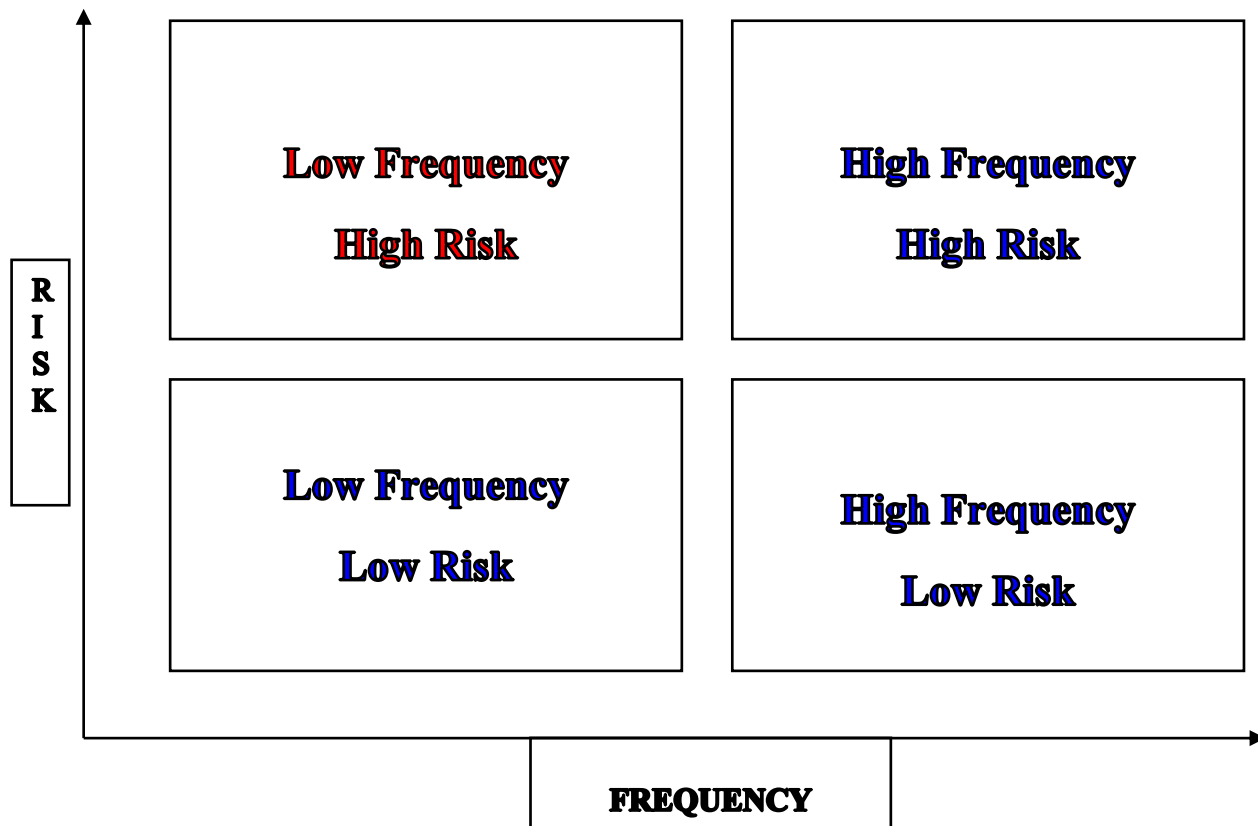 Low Frequency
High Risk
High Frequency
High Risk
R
I
S
K
Low Frequency
Low Risk
High Frequency
Low Risk
FREQUENCY